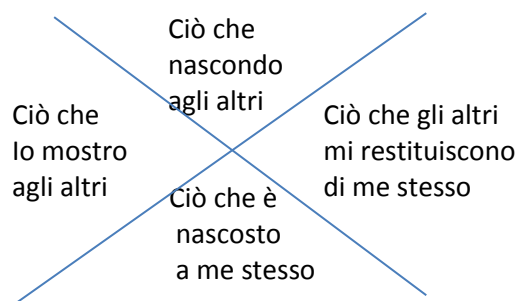 Ciò che
nascondo
agli altri
Ciò che
Io mostro
agli altri
Ciò che gli altri
mi restituiscono
di me stesso
Ciò che è
nascosto
a me stesso